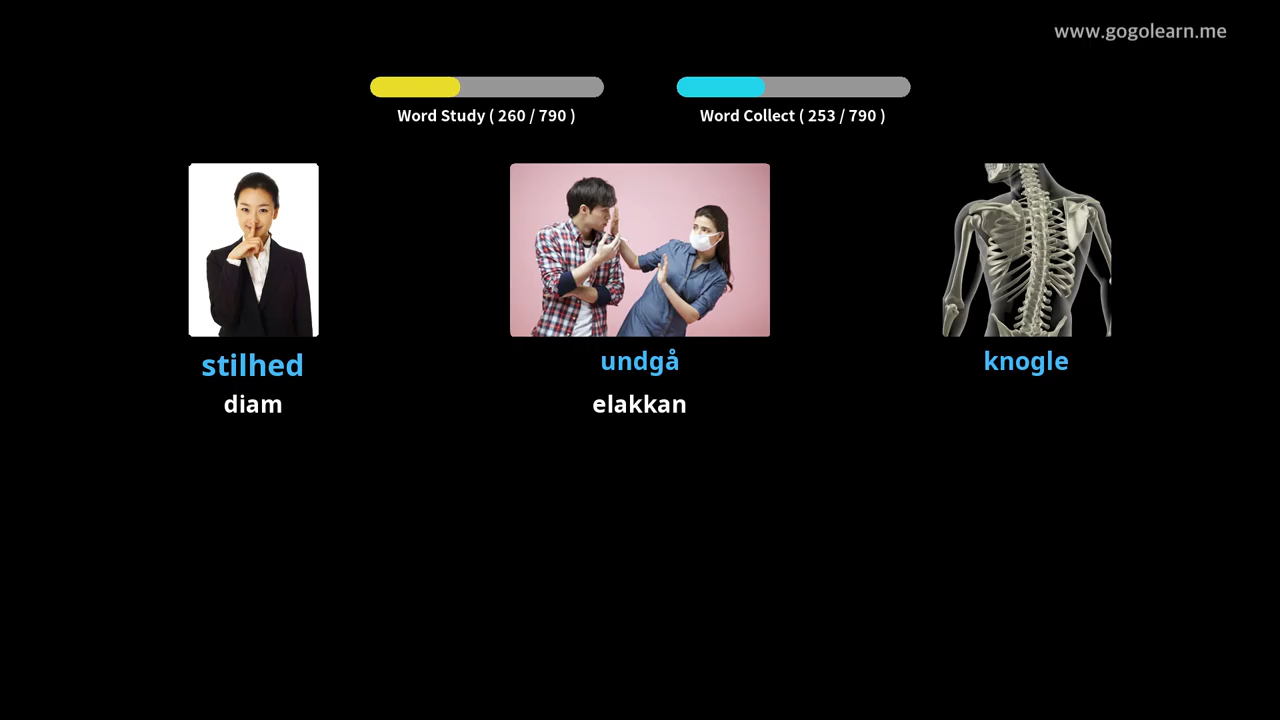 www.gogolearn.me
Word Study ( 260 / 790 )
Word Collect ( 253 / 790 )
stilhed
undgå
knogle
diam
elakkan